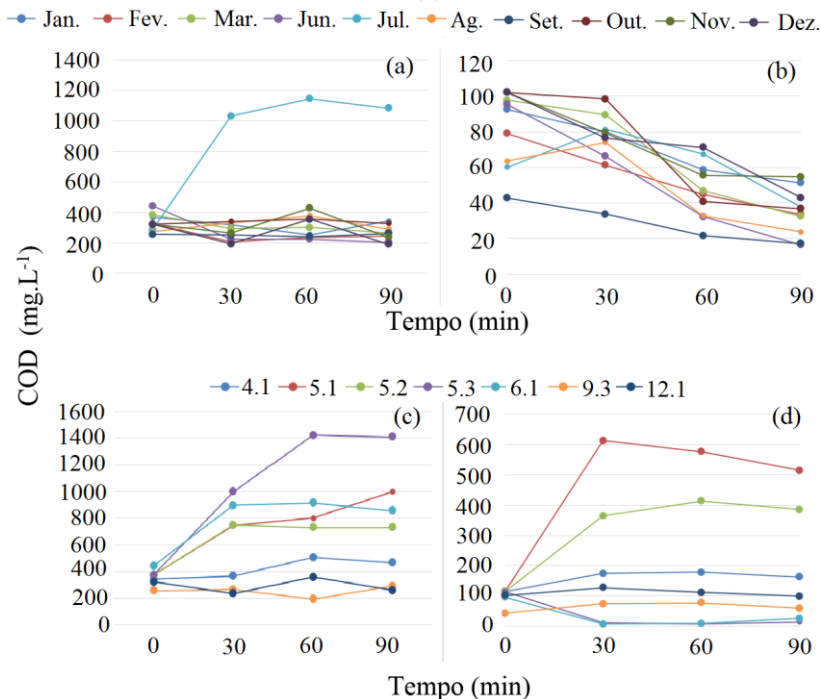 Jan. Fev. Mar. Jun. Jul. Ag. Set. Out. Nov. Dez.
(a)
1400
1200
1000
800
600
400
200
0
0 30 60 90
(b)
120
100
80
60
40
20
0
0 30 60 90
Tempo (min)
COD (mg.L-¹)
4.1 5.1 5.2 5.3 6.1 9.3 12.1
(c)
1600
1400
1200
1000
800
600
400
200
0
0 30 60 90
(d)
700
600
500
400
300
200
100
0
0 30 60 90
Tempo (min)